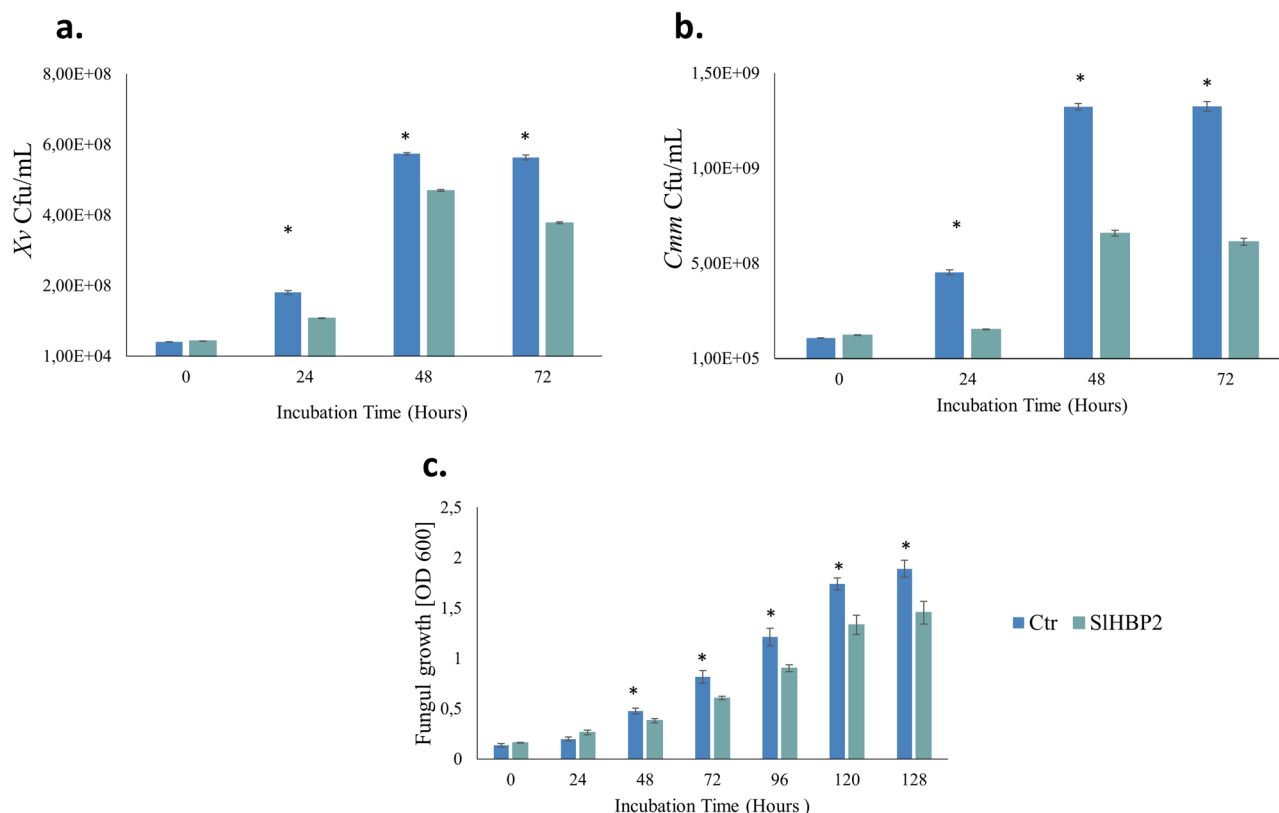 a.
Xv Cfu/mL
8,00E+08
6,00E+08
4,00E+08
2,00E+08
1,00E+04
*
*
*
0 24 48 72
Incubation Time (Hours)
b.
Cmm Cfu/mL
1,50E+09
1,00E+09
5,00E+08
1,00E+05
*
*
*
0 24 48 72
Incubation Time (Hours)
c.
Fungul growth [OD 600]
2,5
2
1,5
1
0,5
0
*
*
*
*
*
0 24 48 72 96 120 128
Incubation Time (Hours )
Ctr SlHBP2